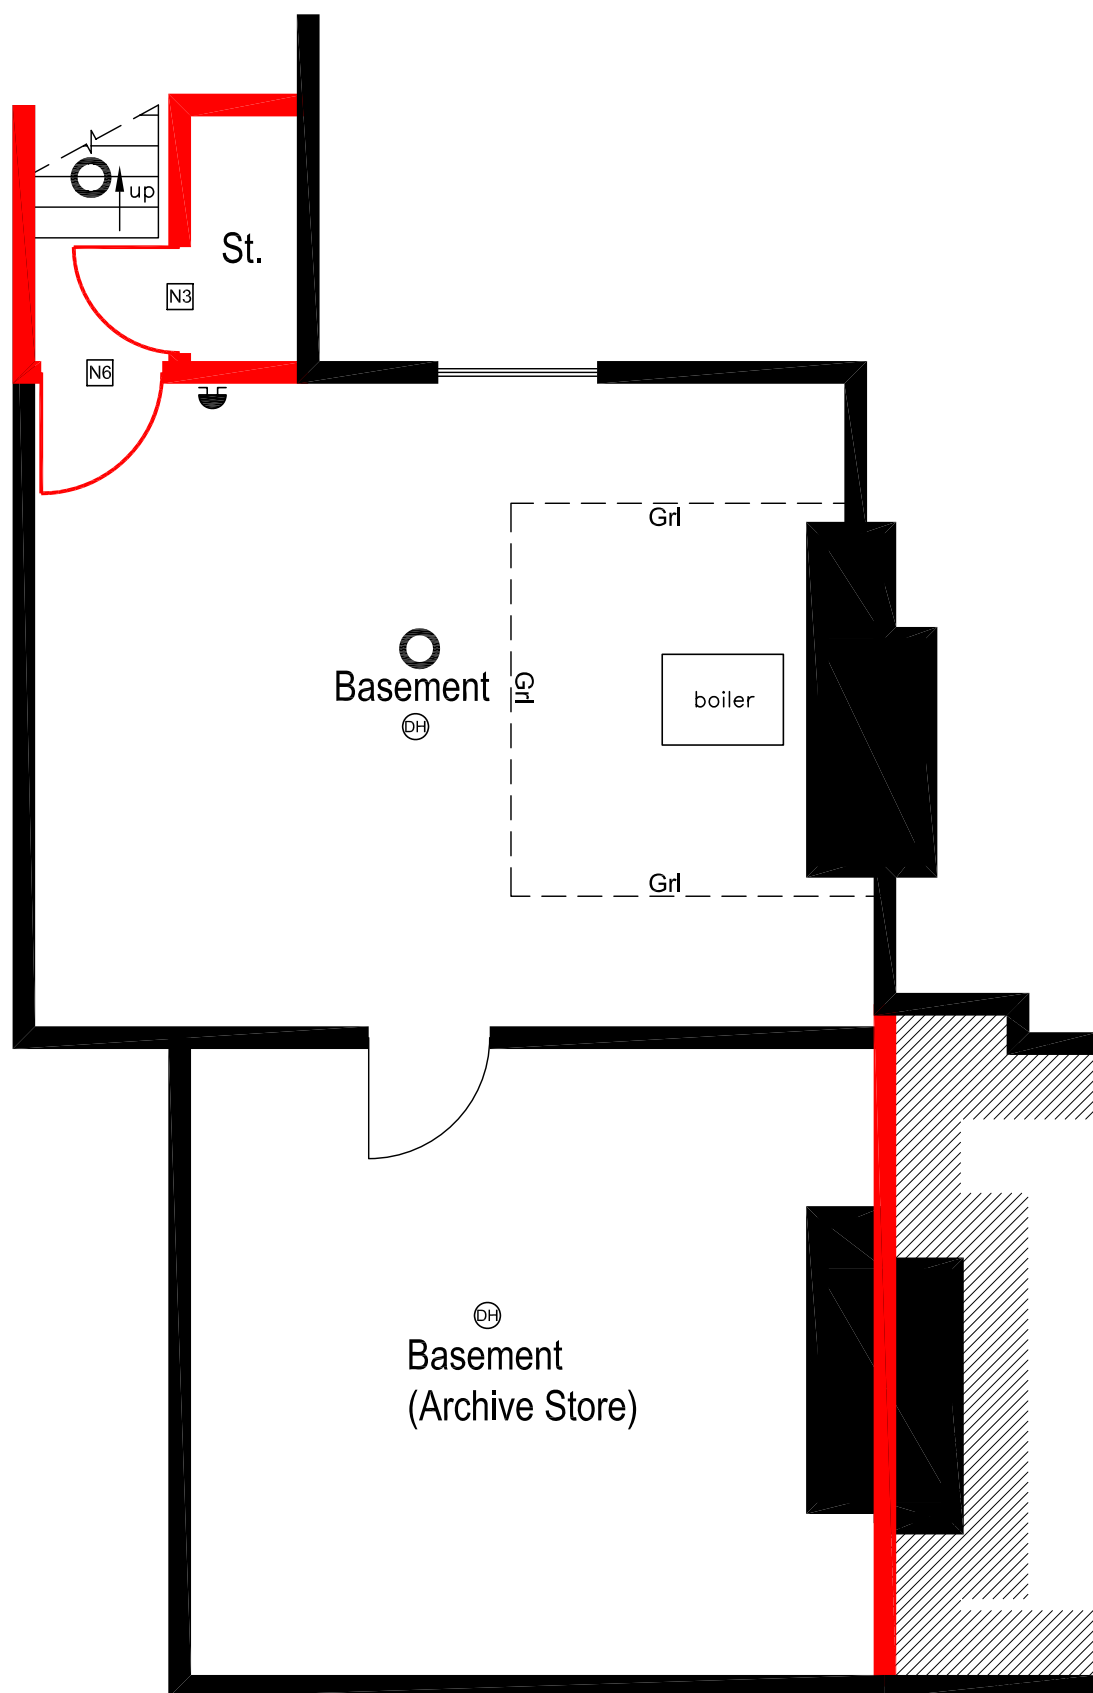 up
St.
N3
N6
Grl
Basement
Grl
boiler
DH
Grl
DH
Basement
(Archive Store)